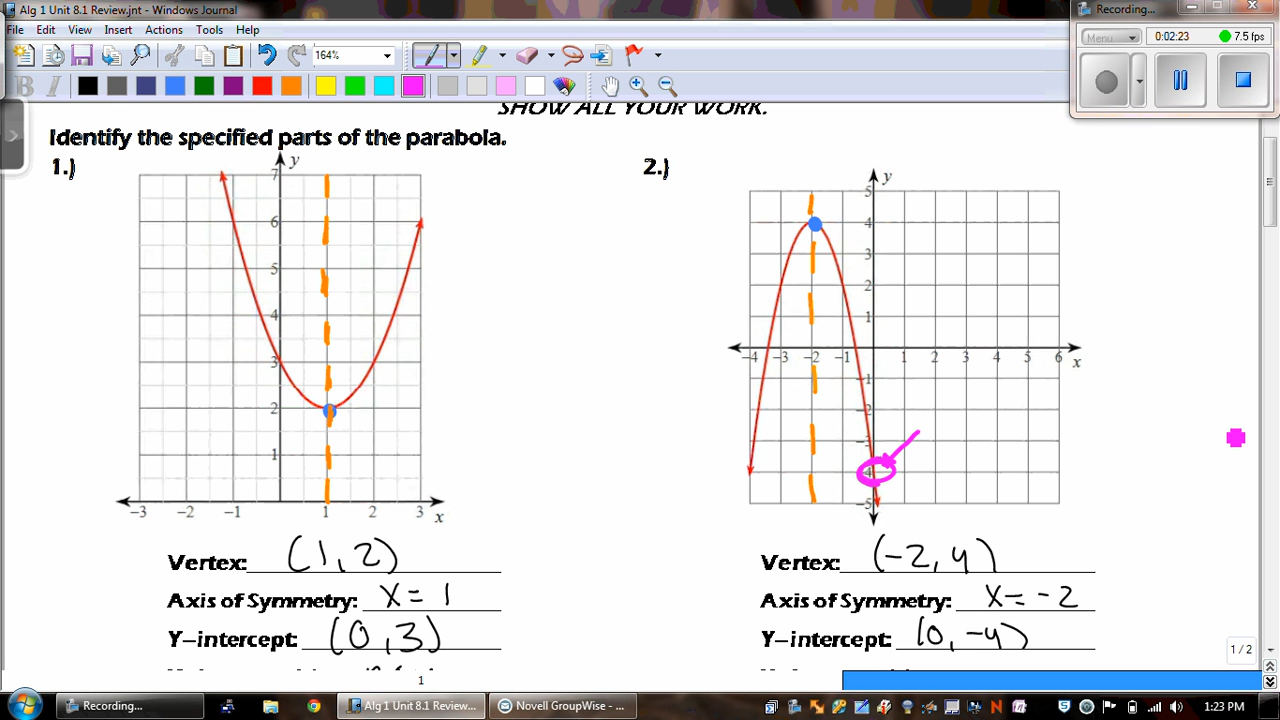 Alg 1 Unit 8.1 Review.jnt - Windows Journal
Recording...
File Edit View Insert Actions Tools Help
Menu 00:02:23 7.5 fps
164%
B I
SHOW ALL YOUR WORK.
Identify the specified parts of the parabola.
1.) 2.)
y
7
6
5
4
3
2
1
-3 -2 -1 1 2 3 x
y
5
4
3
2
1
-4 -3 -2 -1 1 2 3 4 5 6 x
-1
-2
4
-5
Vertex: (1, 2)
Axis of Symmetry: x = 1
Y-intercept: (0, 3)
Vertex: (-2, 4)
Axis of Symmetry: x = -2
Y-intercept: (0, -4)
1 / 2
1
Recording... Alg 1 Unit 8.1 Review... Novell GroupWise - ... 1:23 PM